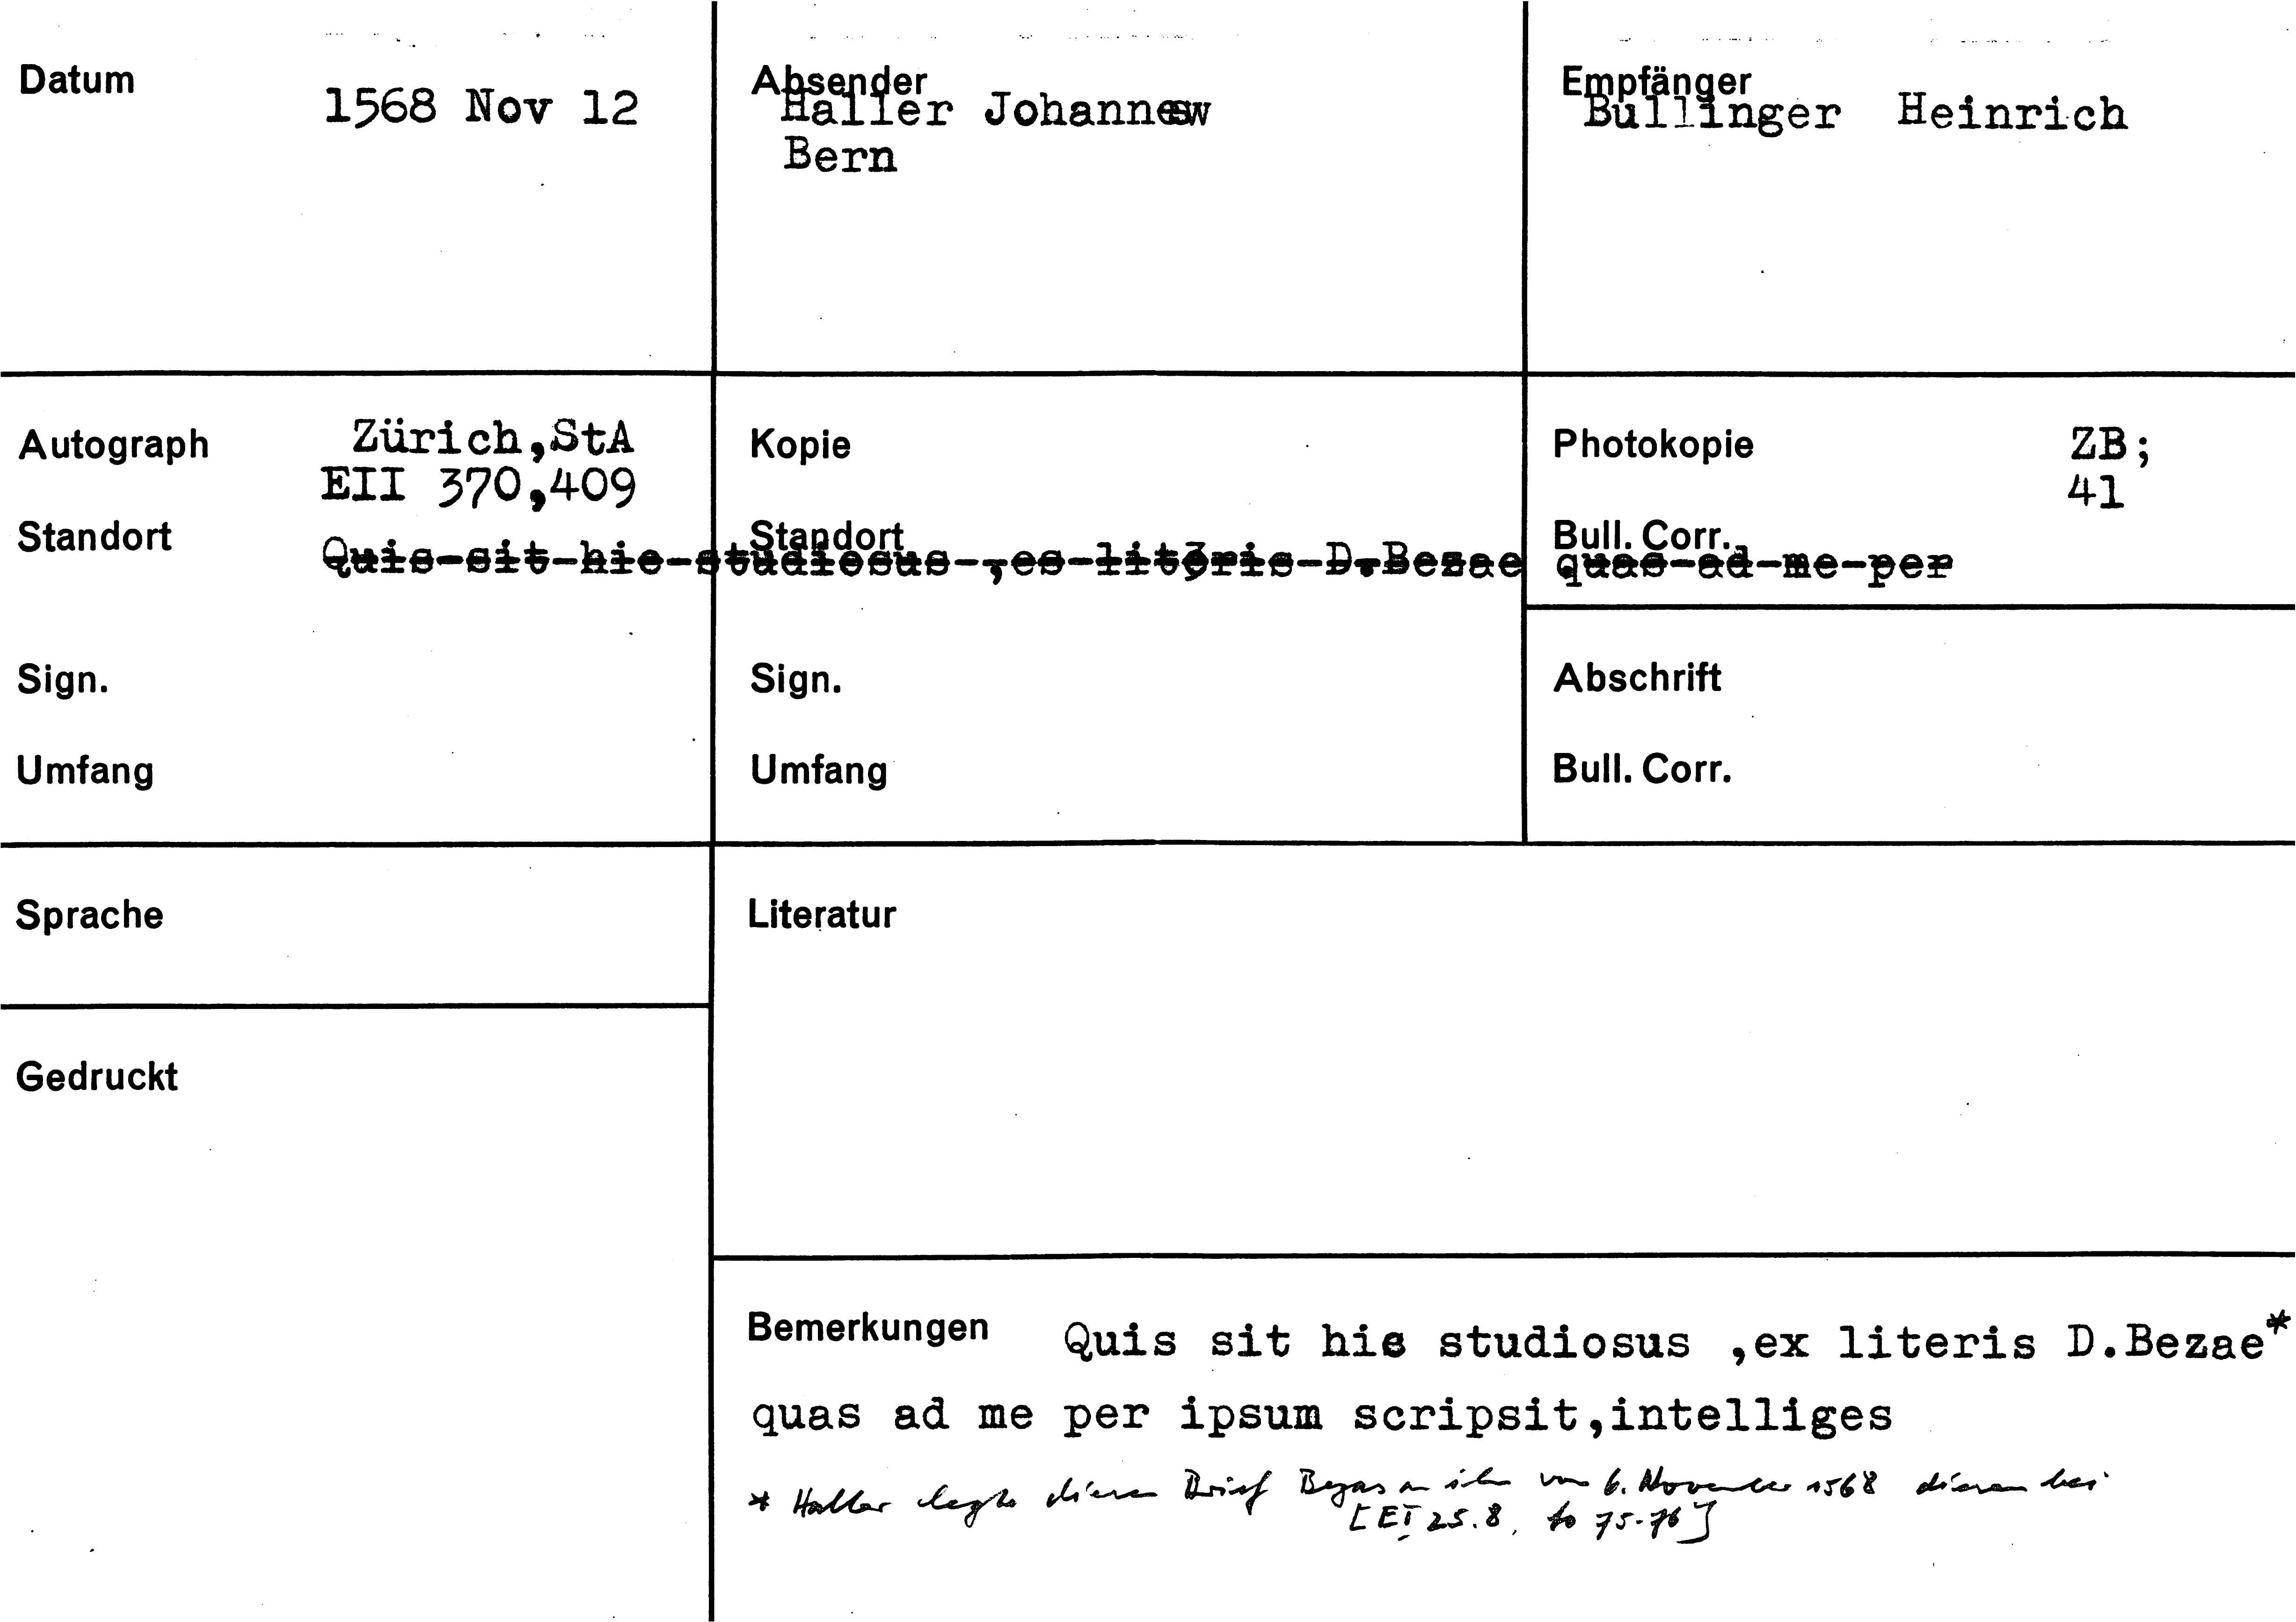 Datum
1568 Nov 12
Absender
Haller Johannes
Bern
Empfänger
Bullinger Heinrich
Autograph
Zürich,StA
EII 370,409
Standort
Quis sit hic studiosus ,es literis D.Bezae quas ad me per
Sign.
Umfang
Kopie
Standort
Sign.
Umfang
Photokopie
ZB;
41
Bull. Corr.
Abschrift
Bull. Corr.
Sprache
Literatur
Gedruckt
Bemerkungen Quis sit hic studiosus ,ex literis D.Bezae*
quas ad me per ipsum scripsit,intelliges
* Haller legte diesen Brief Bezas an ihn vom 6. November 1568 diesem bei
[EI 25.8, fo 75-76]